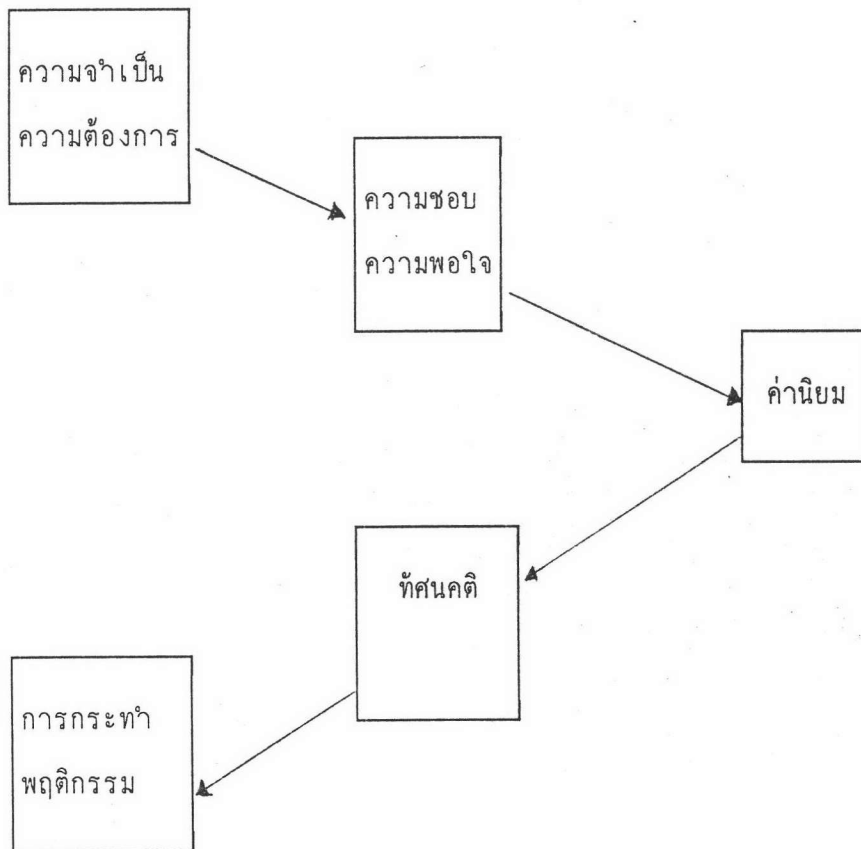 ความจำเป็น
ความต้องการ
ความชอบ
ความพอใจ
ค่านิยม
ทัศนคติ
การกระทำ
พฤติกรรม